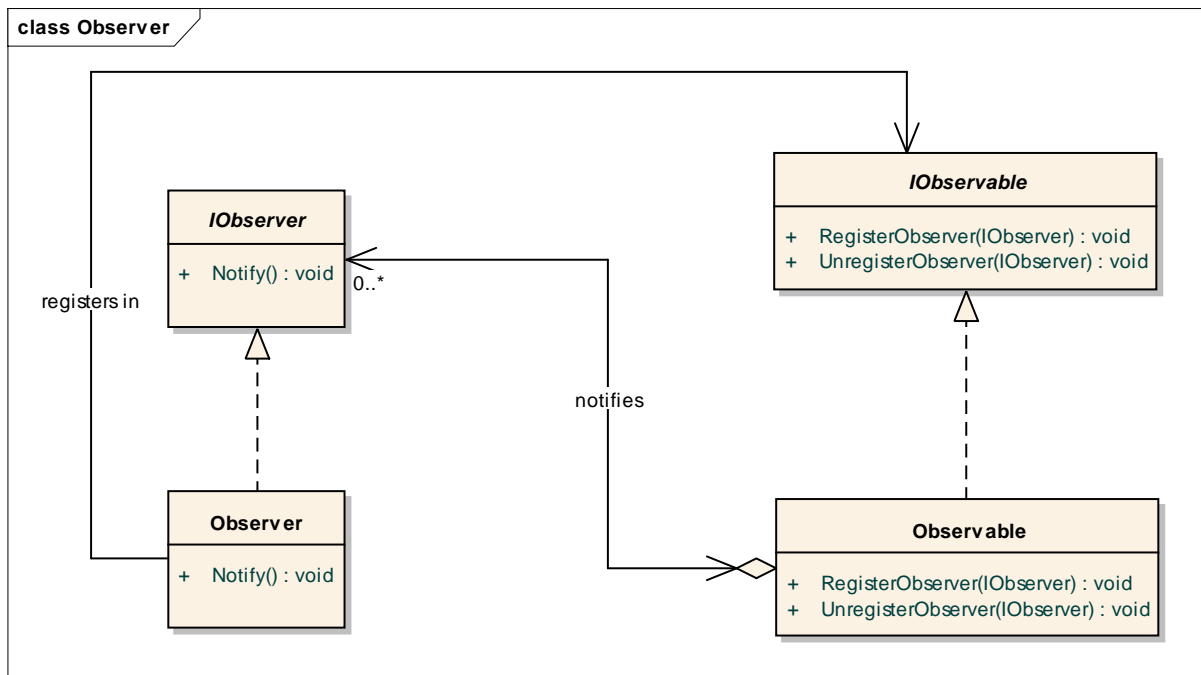 class Observer
IObserver
+ Notify() : void
0..*
registers in
IObservable
+ RegisterObserver(IObserver) : void
+ UnregisterObserver(IObserver) : void
notifies
Observer
+ Notify() : void
Observable
+ RegisterObserver(IObserver) : void
+ UnregisterObserver(IObserver) : void